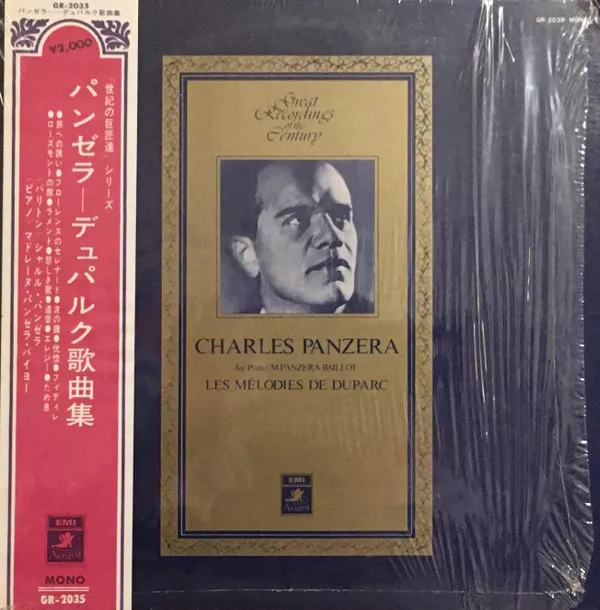 GR-2035
パンゼラ──デュパルク歌曲集
¥2,000
「世紀の巨匠達」シリーズ
パンゼラ──デュパルク歌曲集
●旅への誘い●フローレンスのセレナード●波の鐘●恍惚●フィディレ
●ローズモントの館●ラメント●悲しき歌●遺言●エレジー●ため息
バリトン/シャルル・パンゼラ
ピアノ/マドレーヌ・パンゼラ・バイヨー
EMI
Angel
MONO
GR-2035
GR 2035 MONO
Great
Recordings
of the
Century
CHARLES PANZERA
Au Piano: M. PANZERA-BAILLOT
LES MÉLODIES DE DUPARC
EMI
Angel